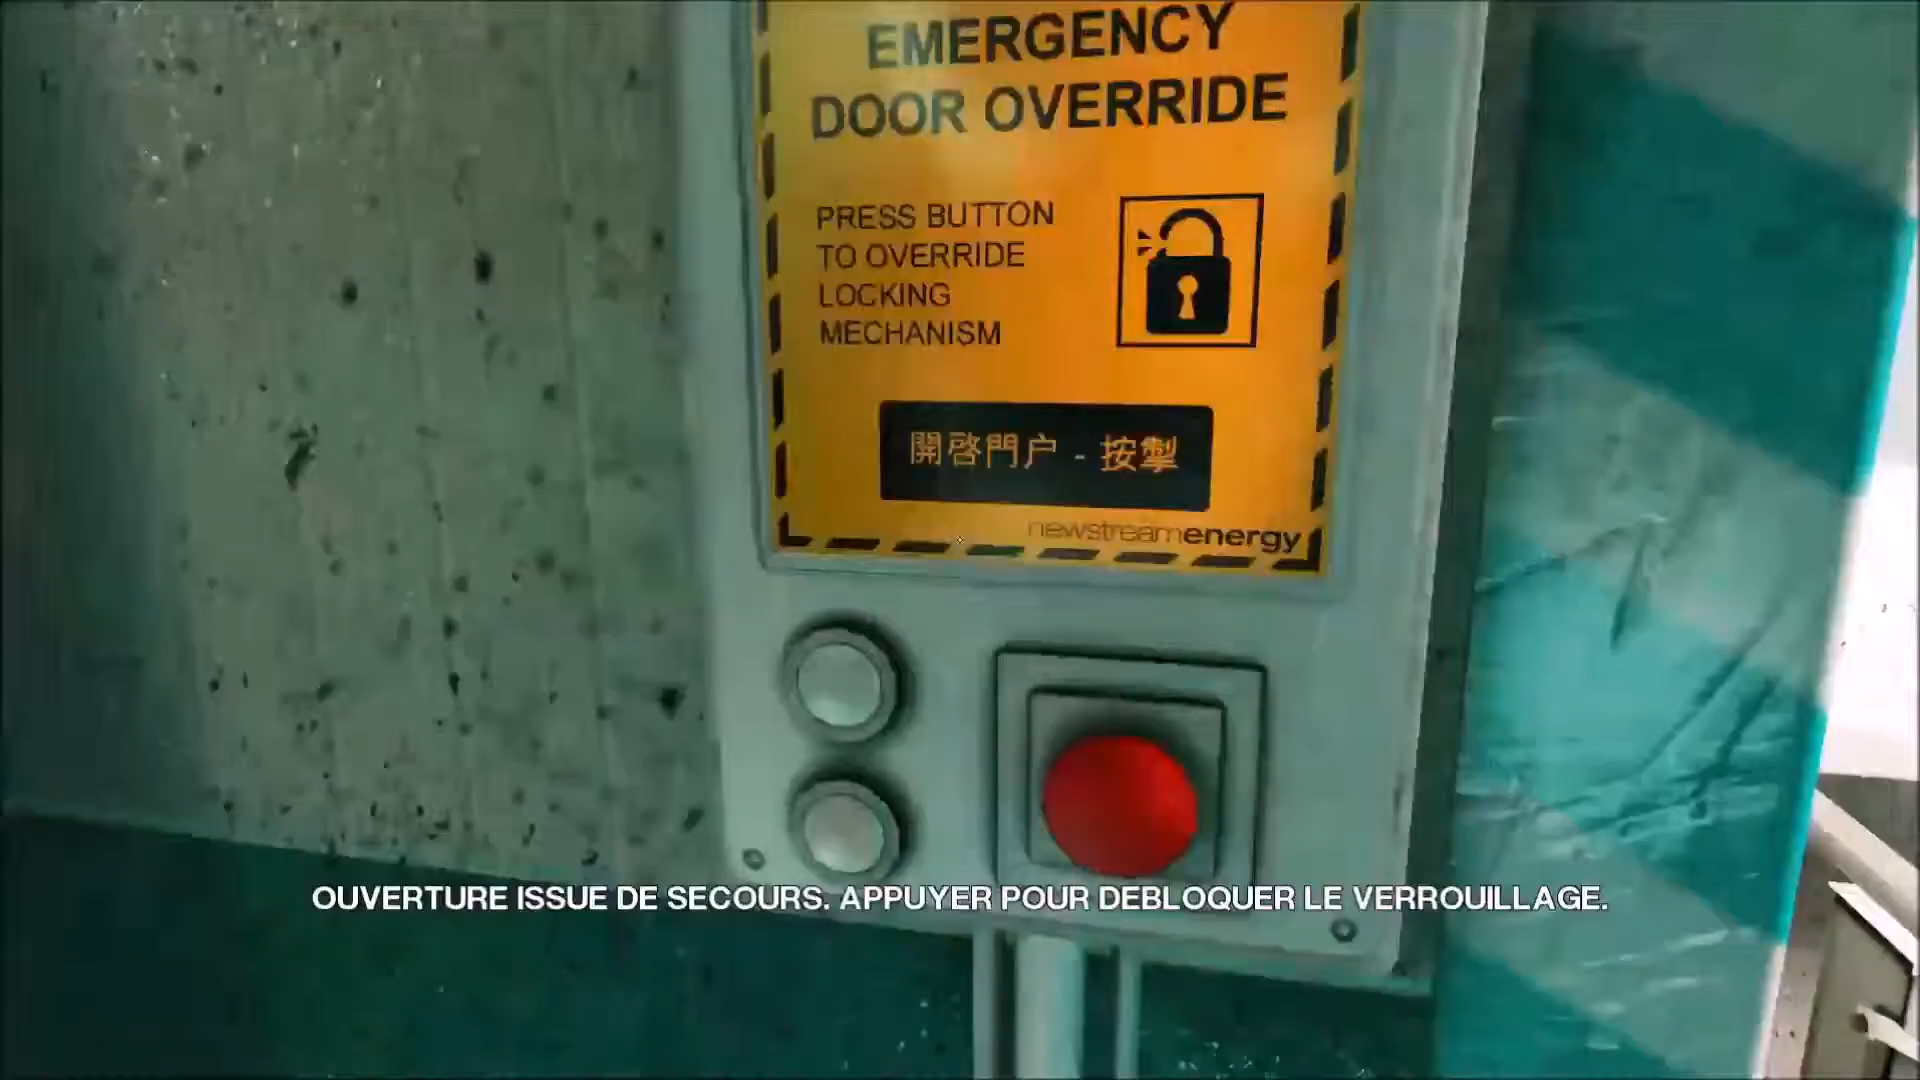 EMERGENCY
DOOR OVERRIDE
PRESS BUTTON
TO OVERRIDE
LOCKING
MECHANISM
開啓門户 - 按掣
newstreamenergy
OUVERTURE ISSUE DE SECOURS. APPUYER POUR DEBLOQUER LE VERROUILLAGE.